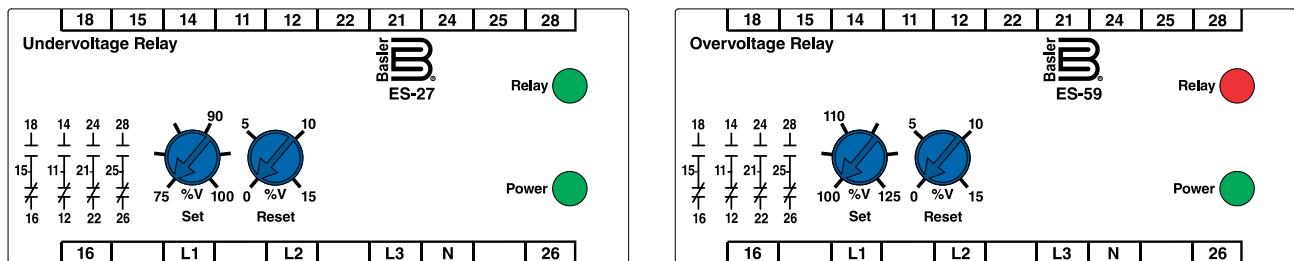 18 15 14 11 12 22 21 24 25 28
Undervoltage Relay
Basler
®
ES-27
Relay
18 14 24 28
15 11 21 25
16 12 22 26
90
75 %V 100
Set
5 10
0 %V 15
Reset
Power
16 L1 L2 L3 N 26
18 15 14 11 12 22 21 24 25 28
Overvoltage Relay
Basler
®
ES-59
Relay
18 14 24 28
15 11 21 25
16 12 22 26
110
100 %V 125
Set
5 10
0 %V 15
Reset
Power
16 L1 L2 L3 N 26